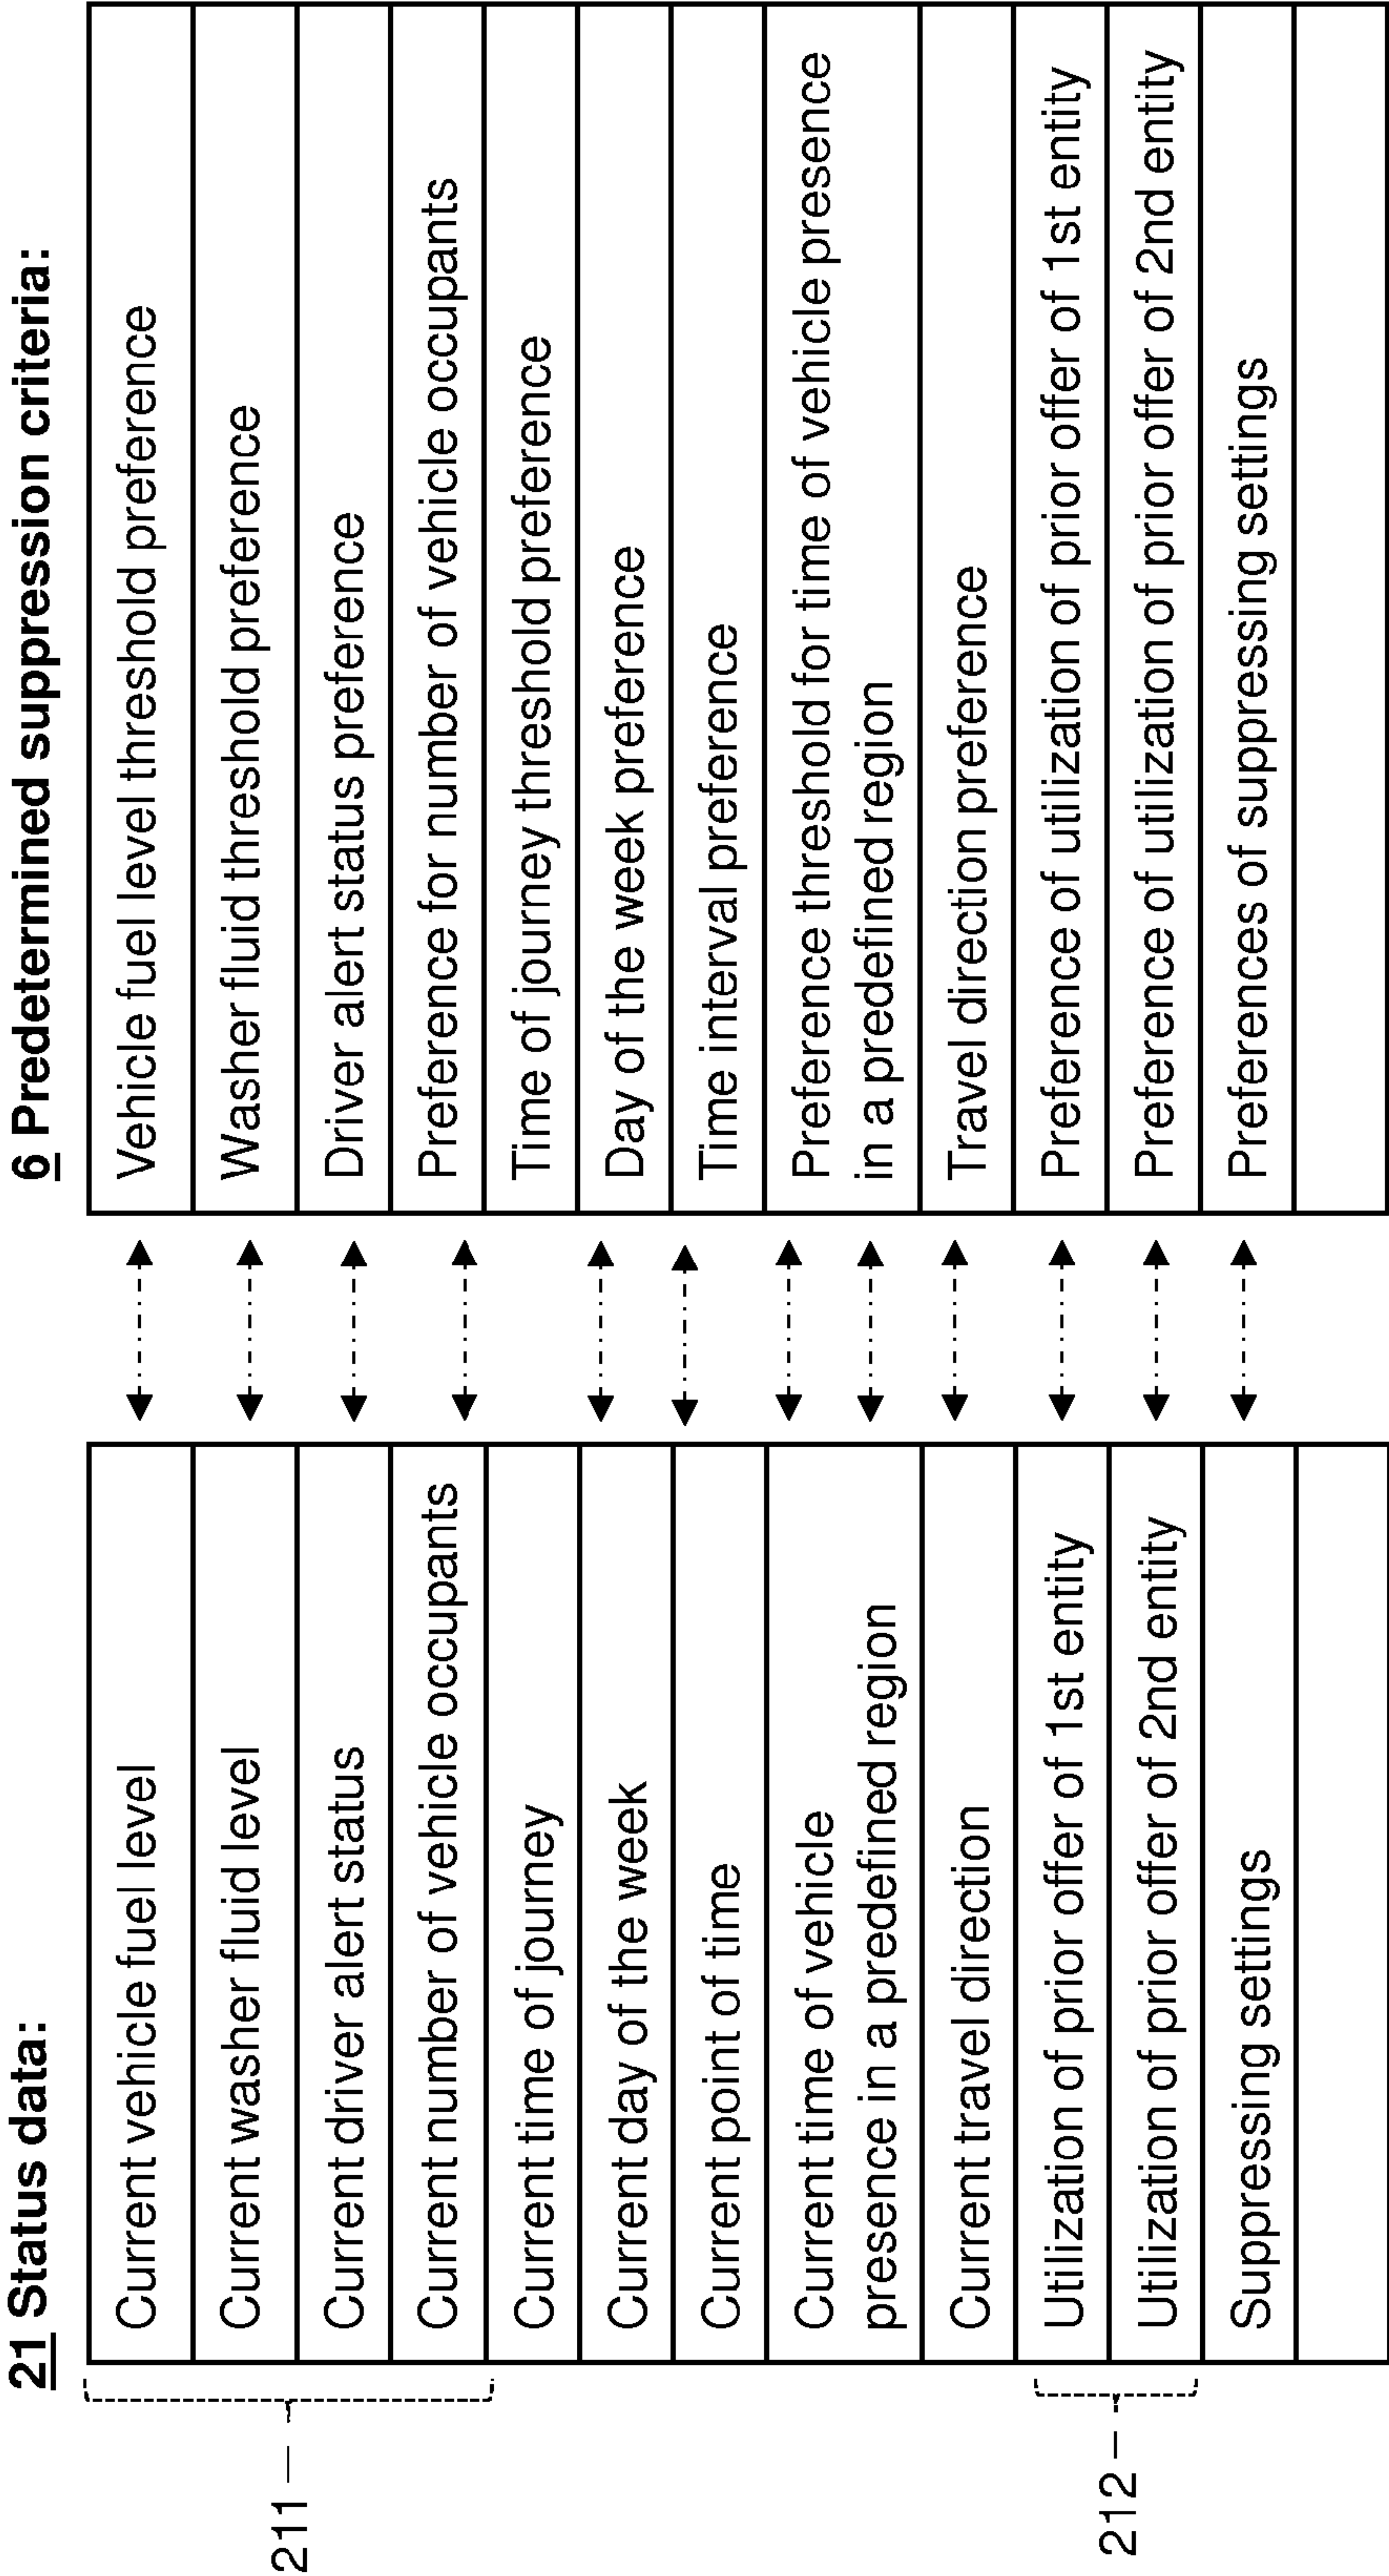 21 Status data:
211
Current vehicle fuel level
Current washer fluid level
Current driver alert status
Current number of vehicle occupants
Current time of journey
Current day of the week
Current point of time
Current time of vehicle
presence in a predefined region
Current travel direction
212
Utilization of prior offer of 1st entity
Utilization of prior offer of 2nd entity
Suppressing settings
6 Predetermined suppression criteria:
Vehicle fuel level threshold preference
Washer fluid threshold preference
Driver alert status preference
Preference for number of vehicle occupants
Time of journey threshold preference
Day of the week preference
Time interval preference
Preference threshold for time of vehicle presence
in a predefined region
Travel direction preference
Preference of utilization of prior offer of 1st entity
Preference of utilization of prior offer of 2nd entity
Preferences of suppressing settings